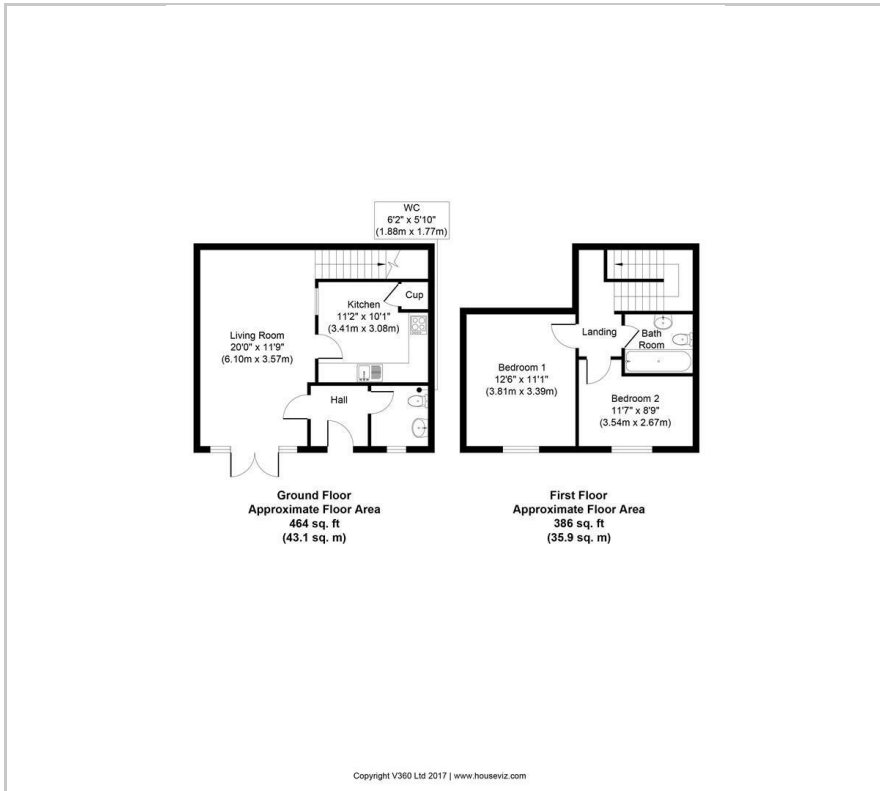 WC
6'2" x 5'10"
(1.88m x 1.77m)
Kitchen
11'2" x 10'1"
(3.41m x 3.08m)
Cup
Living Room
20'0" x 11'9"
(6.10m x 3.57m)
Hall
Ground Floor
Approximate Floor Area
464 sq. ft
(43.1 sq. m)
Landing
Bath
Room
Bedroom 1
12'6" x 11'1"
(3.81m x 3.39m)
Bedroom 2
11'7" x 8'9"
(3.54m x 2.67m)
First Floor
Approximate Floor Area
386 sq. ft
(35.9 sq. m)
Copyright V360 Ltd 2017 | www.houseviz.com